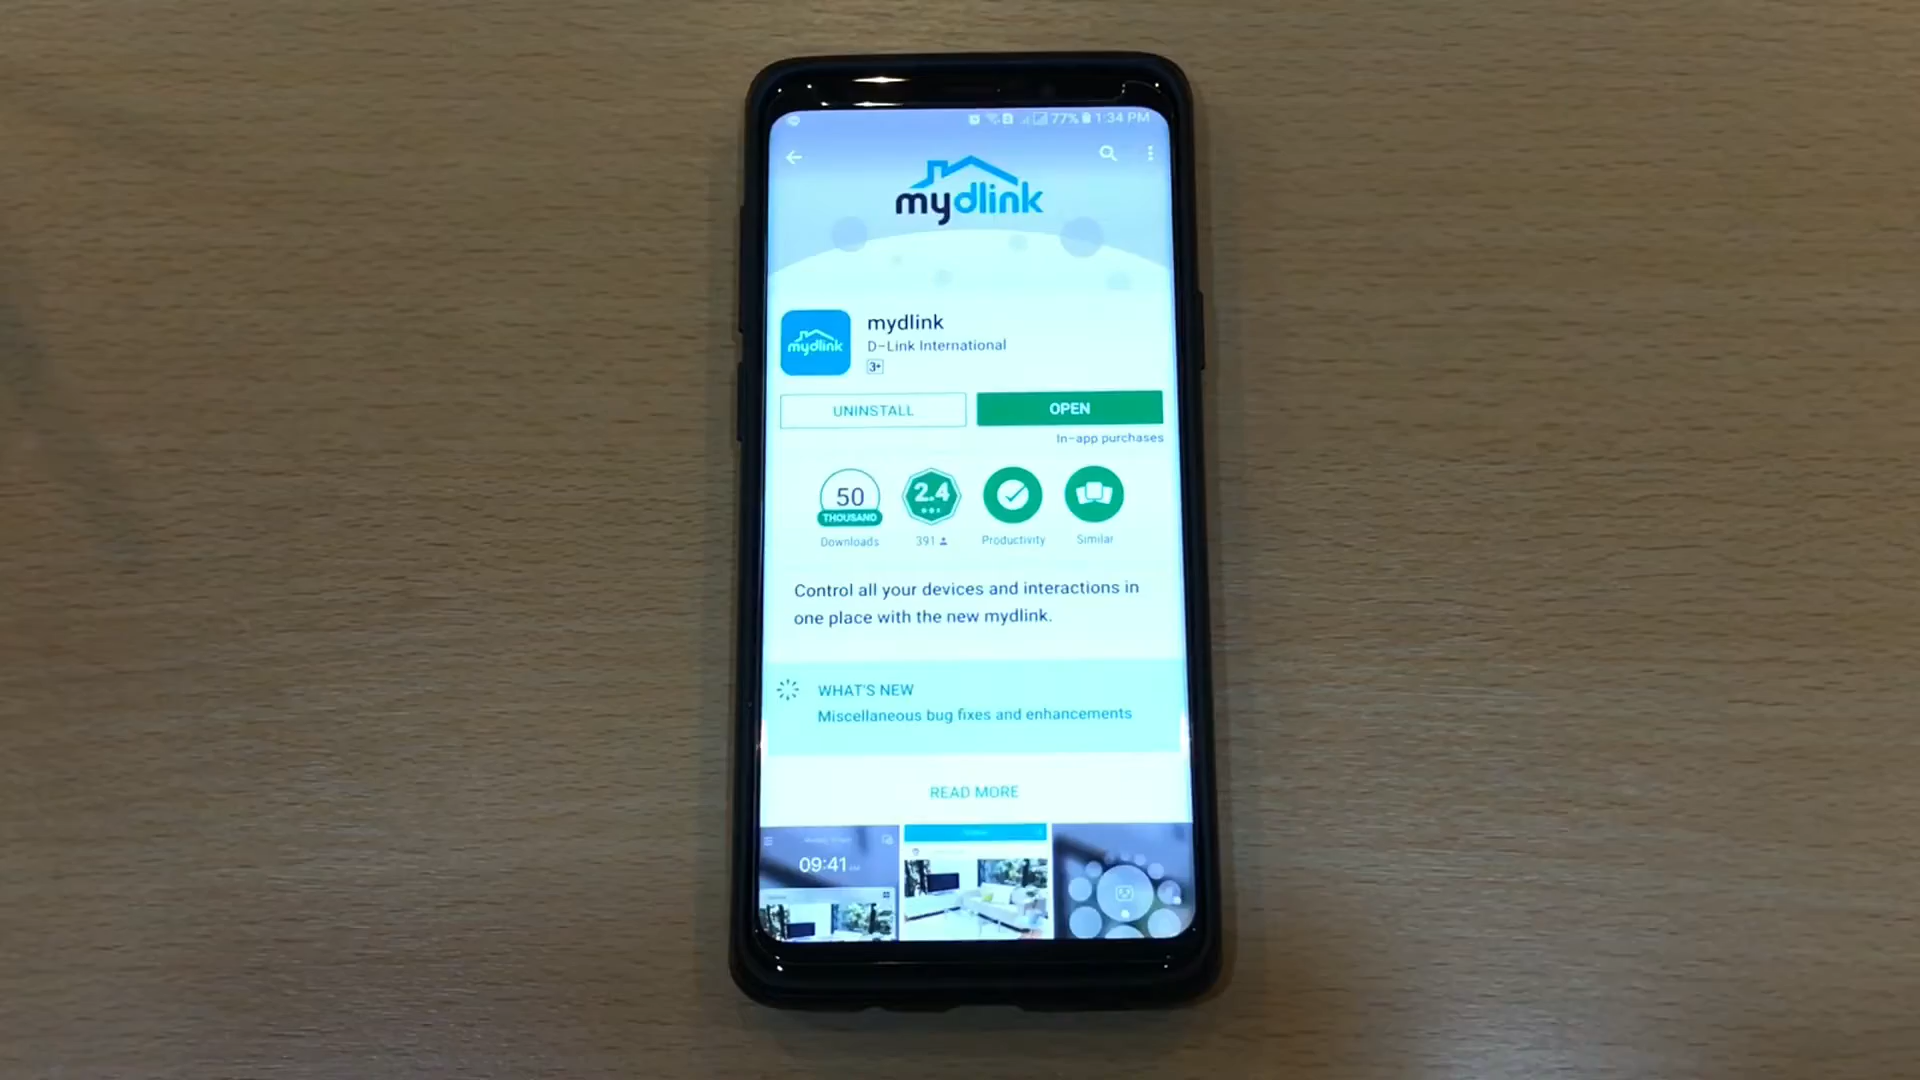 77% 1:34 PM
mydlink
mydlink
mydlink
D-Link International
3+
UNINSTALL
OPEN
In-app purchases
50
THOUSAND
2.4
Downloads
391
Productivity
Similar
Control all your devices and interactions in
one place with the new mydlink.
WHAT'S NEW
Miscellaneous bug fixes and enhancements
READ MORE
09:41